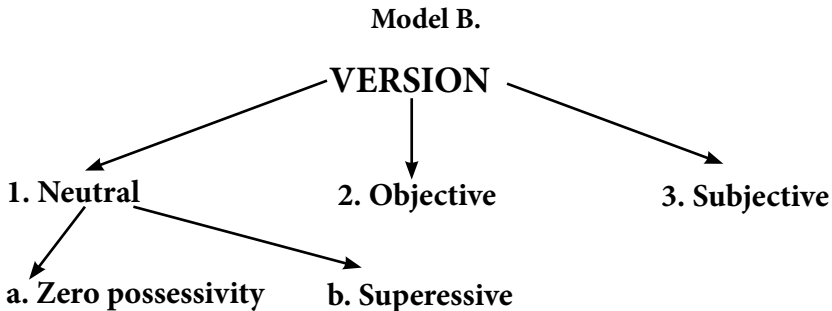 Model B.
VERSION
1. Neutral
2. Objective
3. Subjective
a. Zero possessivity
b. Superessive